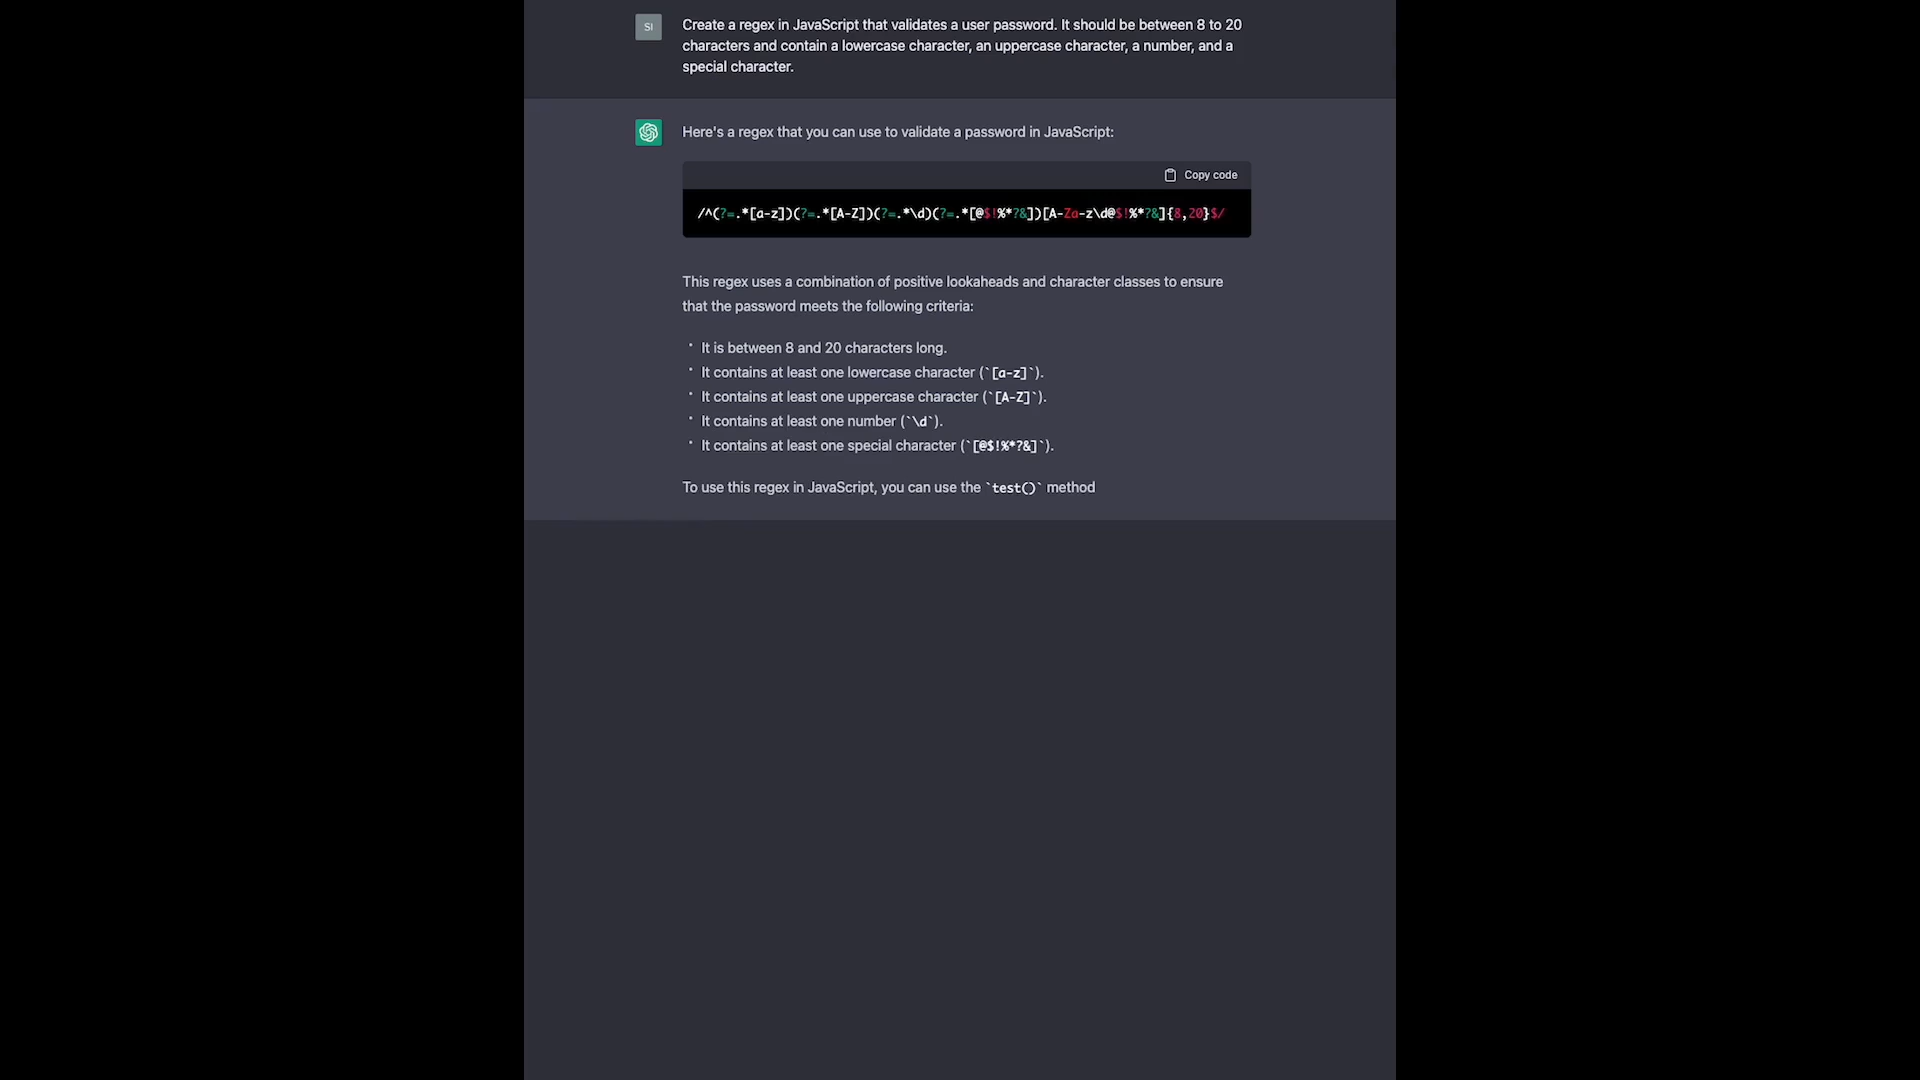 SI
Create a regex in JavaScript that validates a user password. It should be between 8 to 20
characters and contain a lowercase character, an uppercase character, a number, and a
special character.
Here's a regex that you can use to validate a password in JavaScript:
Copy code
/^(?=.*[a-z])(?=.*[A-Z])(?=.*\d)(?=.*[@$!%*?&])[A-Za-z\d@$!%*?&]{8,20}$/
This regex uses a combination of positive lookaheads and character classes to ensure
that the password meets the following criteria:
• It is between 8 and 20 characters long.
• It contains at least one lowercase character (`[a-z]`).
• It contains at least one uppercase character (`[A-Z]`).
• It contains at least one number (`\d`).
• It contains at least one special character (`[@$!%*?&]`).
To use this regex in JavaScript, you can use the `test()` method